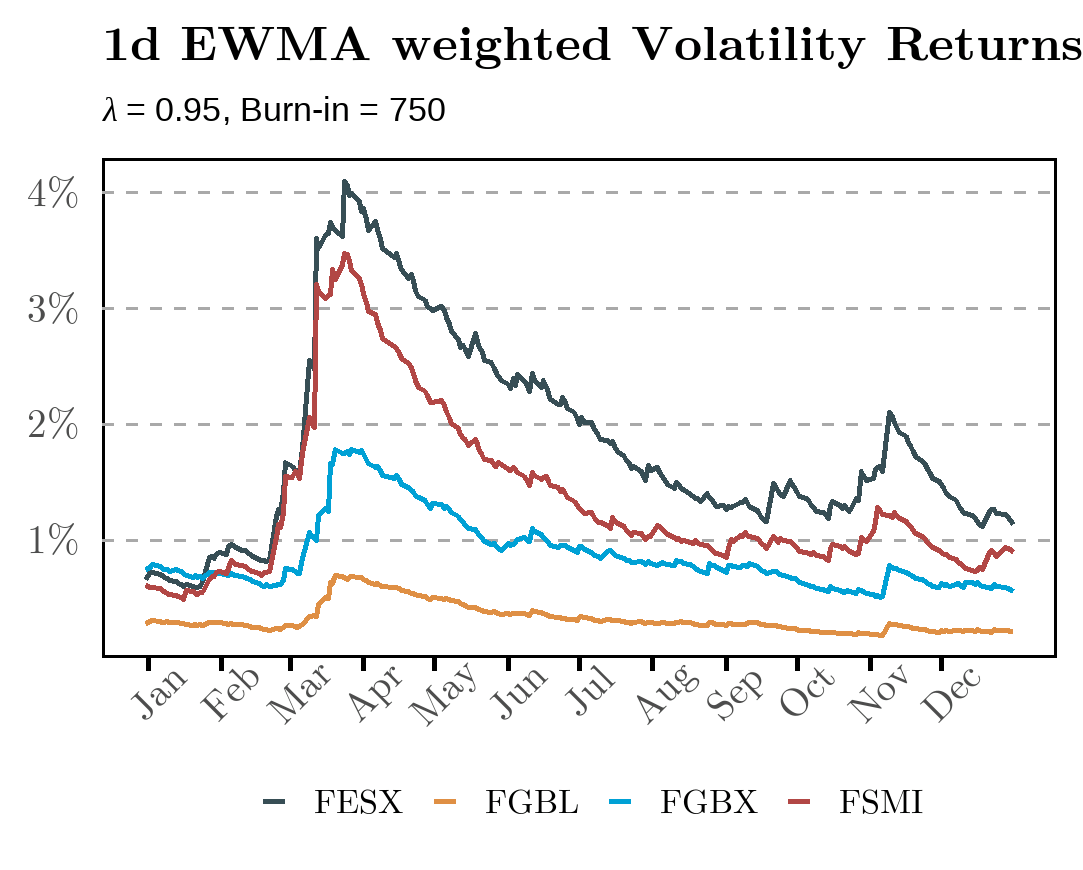 1d EWMA weighted Volatility Returns
λ = 0.95, Burn-in = 750
4%
3%
2%
1%
Jan Feb Mar Apr May Jun Jul Aug Sep Oct Nov Dec
FESX FGBL FGBX FSMI